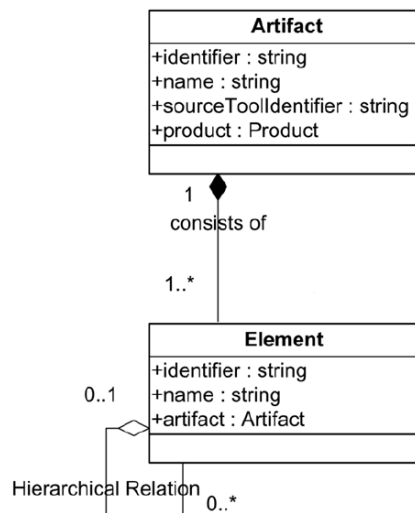 Artifact
+identifier : string
+name : string
+sourceToolIdentifier : string
+product : Product
1
consists of
1..*
Element
+identifier : string
+name : string
+artifact : Artifact
0..1
Hierarchical Relation
0..*